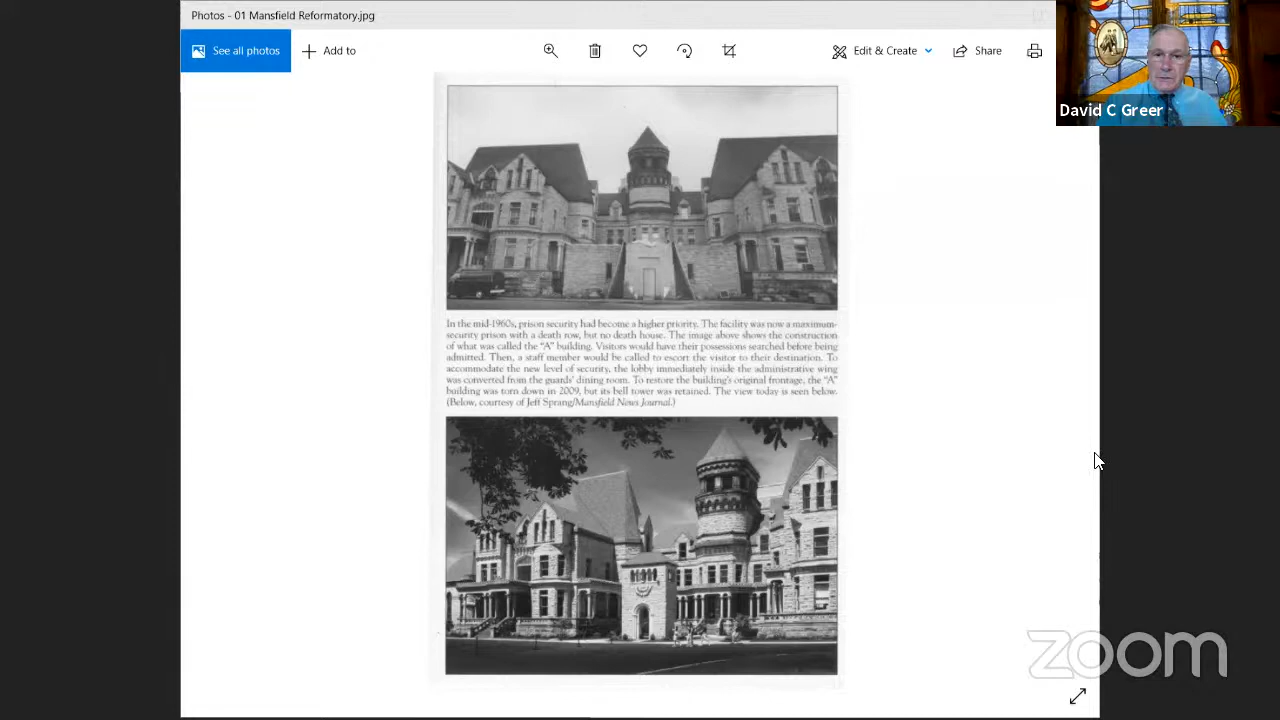 Photos - 01 Mansfield Reformatory.jpg
See all photos
Add to
Edit & Create
Share
David C Greer
In the mid-1960s, prison security had become a higher priority. The facility was now a maximum-
security prison with a death row, but no death house. The image above shows the construction
of what was called the “A” building. Visitors would have their possessions searched before being
admitted. Then, a staff member would be called to escort the visitor to their destination. To
accommodate the new level of security, the lobby immediately inside the administrative wing
was converted from the guards' dining room. To restore the building's original frontage, the “A”
building was torn down in 2009, but its bell tower was retained. The view today is seen below.
(Below, courtesy of Jeff Sprang/Mansfield News Journal.)
zoom